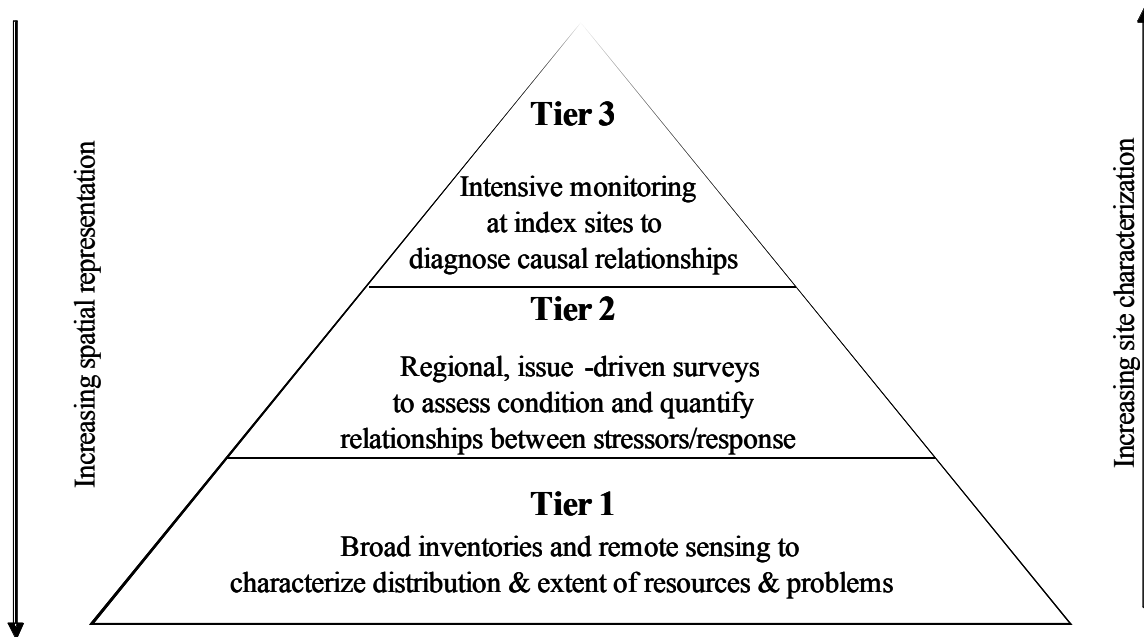 Tier 3
Intensive monitoring
at index sites to
diagnose causal relationships
Tier 2
Regional, issue -driven surveys
to assess condition and quantify
relationships between stressors/response
Tier 1
Broad inventories and remote sensing to
characterize distribution & extent of resources & problems
Increasing spatial representation
Increasing site characterization